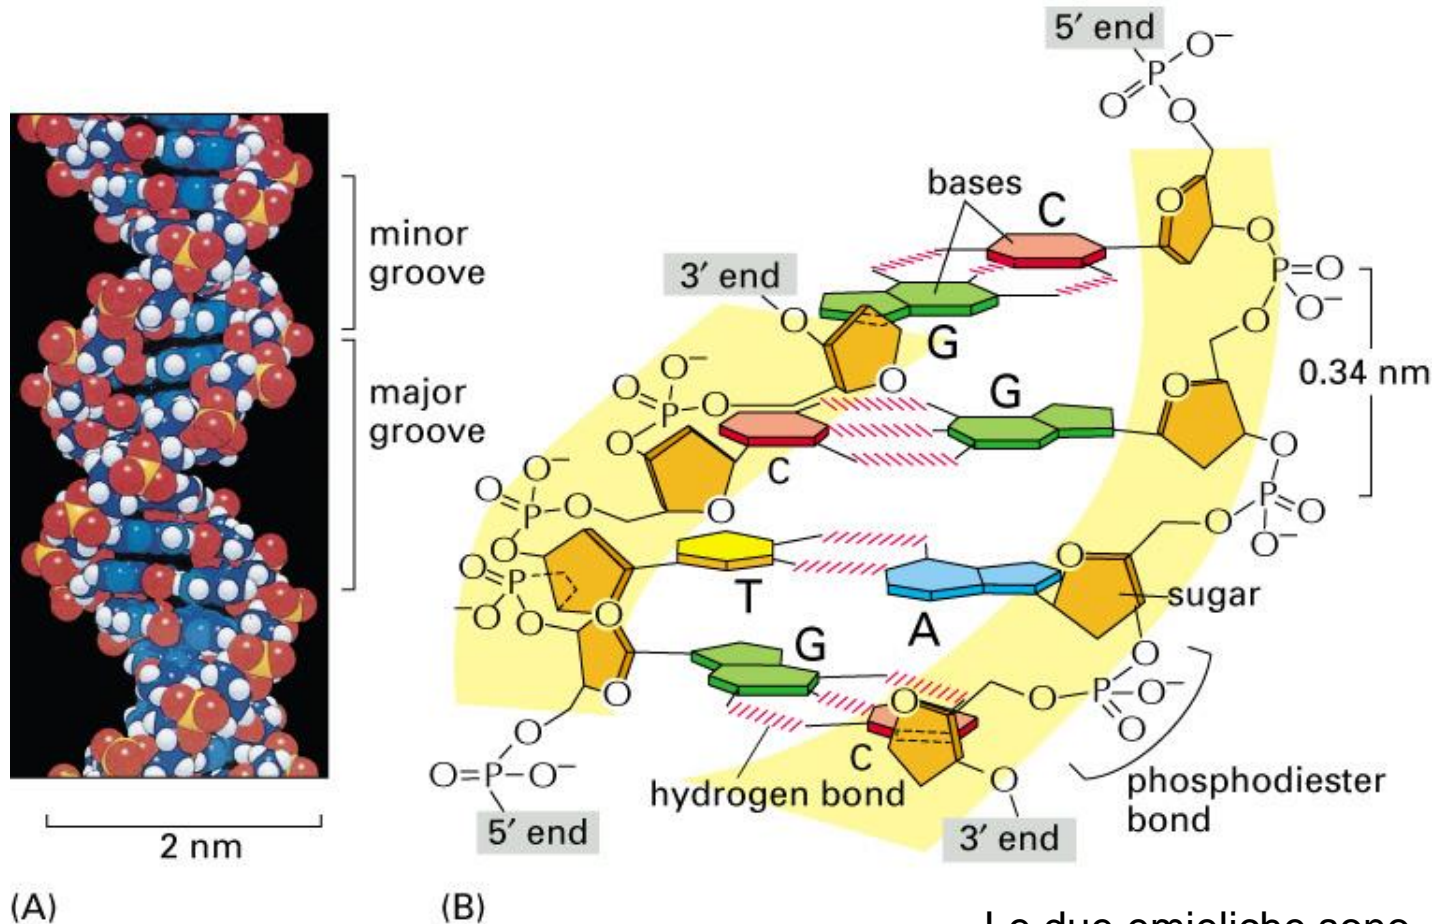 minor
groove
major
groove
2 nm
(A)
5′ end
O⁻
P
O
O
bases
C
O
O
P=O
O⁻
O
3′ end
O
G
O
0.34 nm
O⁻
O
P
O
O
C
O
G
O
O
P
O
O⁻
O⁻
O
P
O
O
O
T
A
O
sugar
O
P
⁻O
O
O
G
O
O
O
P
O⁻
O
O
C
O
hydrogen bond
phosphodiester
bond
O=P–O⁻
O
5′ end
3′ end
(B)